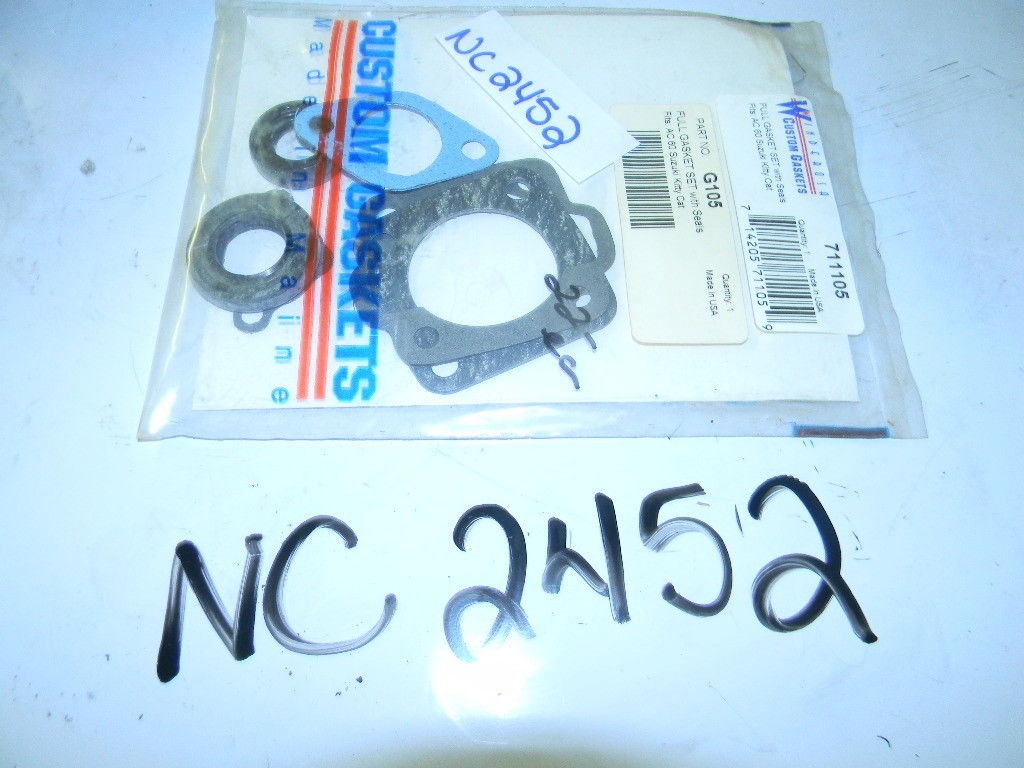 CUSTOM GASKETS
Made in Maine
NC2452
PART NO. G105
FULL GASKET SET with Seals
Fits: AC 60 Suzuki Kitty Cat
Quantity: 1 Made in USA
CUSTOM GASKETS
711105
FULL GASKET SET with Seals
Fits: AC 60 Suzuki Kitty Cat
Quantity: 1 Made in USA
7 14205 71105 9
NC 2452